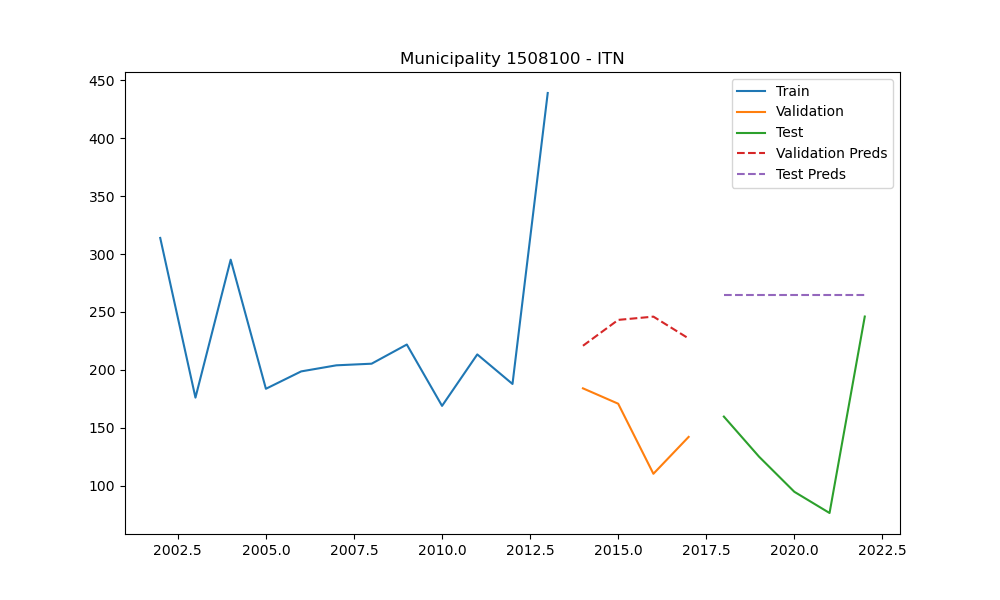 Municipality 1508100 - ITN
450
400
350
300
250
200
150
100
Train
Validation
Test
Validation Preds
Test Preds
2002.5 2005.0 2007.5 2010.0 2012.5 2015.0 2017.5 2020.0 2022.5